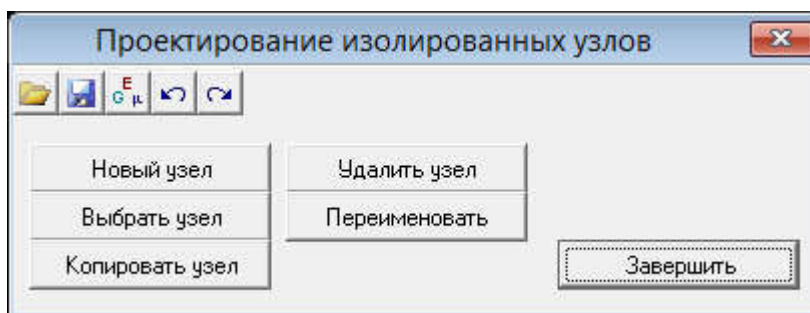 Проектирование изолированных узлов
E
G μ
Новый узел
Удалить узел
Выбрать узел
Переименовать
Копировать узел
Завершить